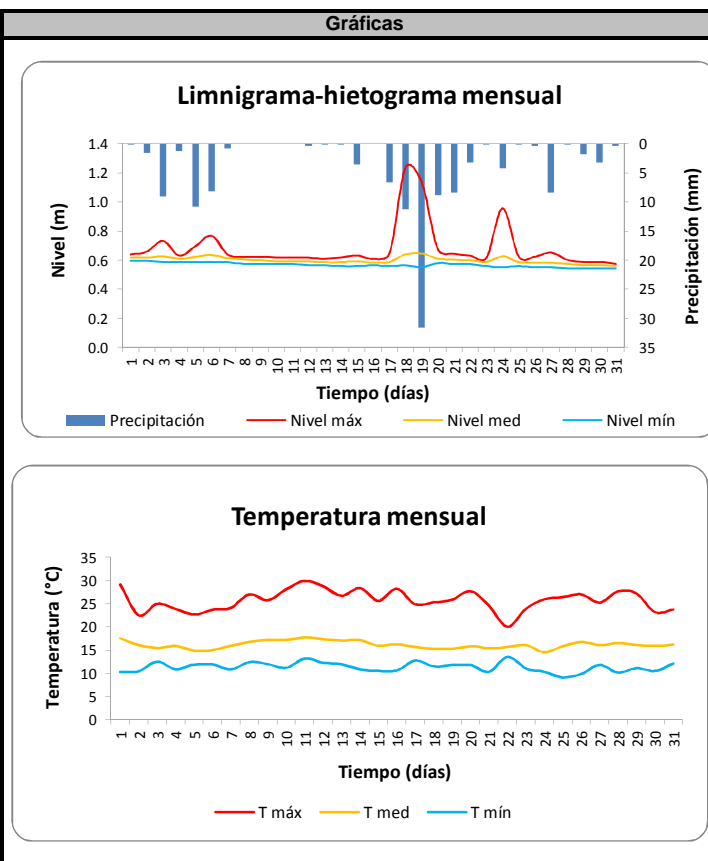 Gráficas
Limnigrama-hietograma mensual
Nivel (m)
1.4
1.2
1.0
0.8
0.6
0.4
0.2
0.0
0
5
10
15
20
25
30
35
Precipitación (mm)
1 2 3 4 5 6 7 8 9 10 11 12 13 14 15 16 17 18 19 20 21 22 23 24 25 26 27 28 29 30 31
Tiempo (días)
Precipitación Nivel máx Nivel med Nivel mín
Temperatura mensual
Temperatura (°C)
35
30
25
20
15
10
5
0
1 2 3 4 5 6 7 8 9 10 11 12 13 14 15 16 17 18 19 20 21 22 23 24 25 26 27 28 29 30 31
Tiempo (días)
T máx T med T mín